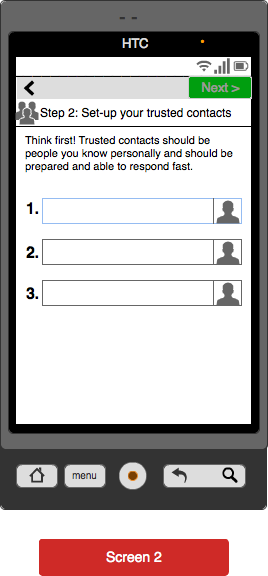 HTC
Next >
Step 2: Set-up your trusted contacts
Think first! Trusted contacts should be
people you know personally and should be
prepared and able to respond fast.
1.
2.
3.
menu
Screen 2